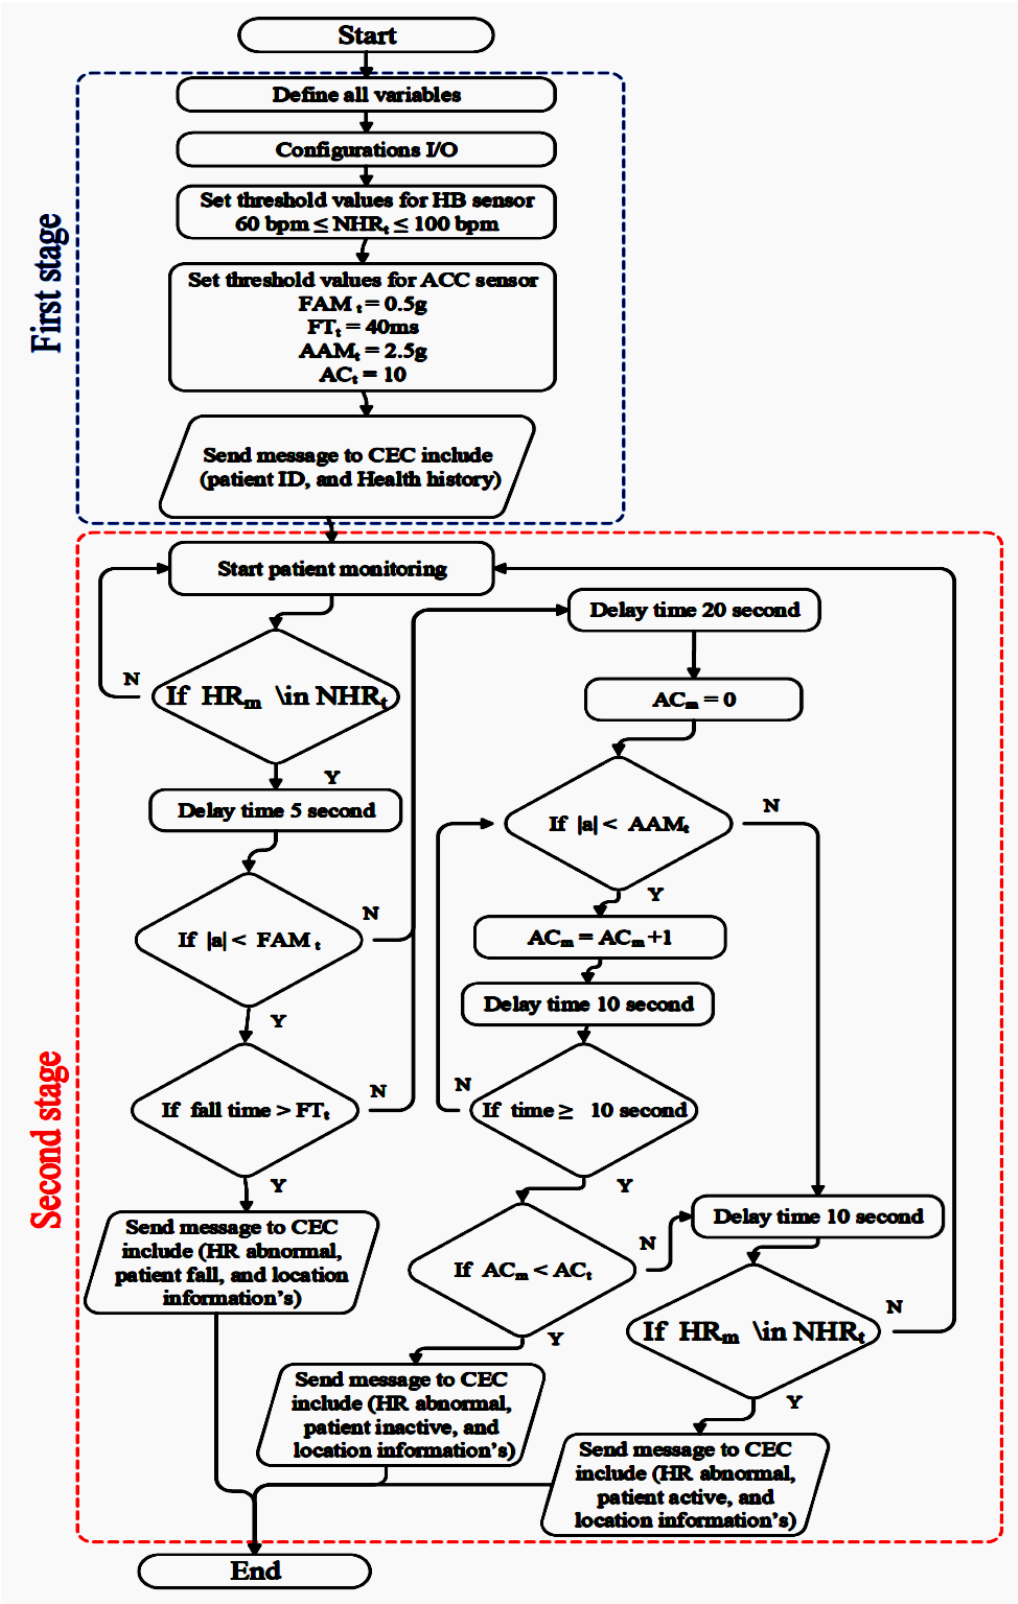 Start
First stage
Define all variables
Configurations I/O
Set threshold values for HB sensor
60 bpm ≤ NHRₜ ≤ 100 bpm
Set threshold values for ACC sensor
FAM ₜ = 0.5g
FTₜ = 40ms
AAMₜ = 2.5g
ACₜ = 10
Send message to CEC include
(patient ID, and Health history)
Second stage
Start patient monitoring
N
If HRₘ \in NHRₜ
Y
Delay time 5 second
If |a| < FAM ₜ
N
Y
If fall time > FTₜ
N
Y
Send message to CEC
include (HR abnormal,
patient fall, and location
information's)
Delay time 20 second
ACₘ = 0
If |a| < AAMₜ
N
Y
ACₘ = ACₘ +1
Delay time 10 second
N
If time ≥ 10 second
Y
If ACₘ < ACₜ
N
Y
Send message to CEC
include (HR abnormal,
patient inactive, and
location information's)
Delay time 10 second
If HRₘ \in NHRₜ
N
Y
Send message to CEC
include (HR abnormal,
patient active, and
location information's)
End